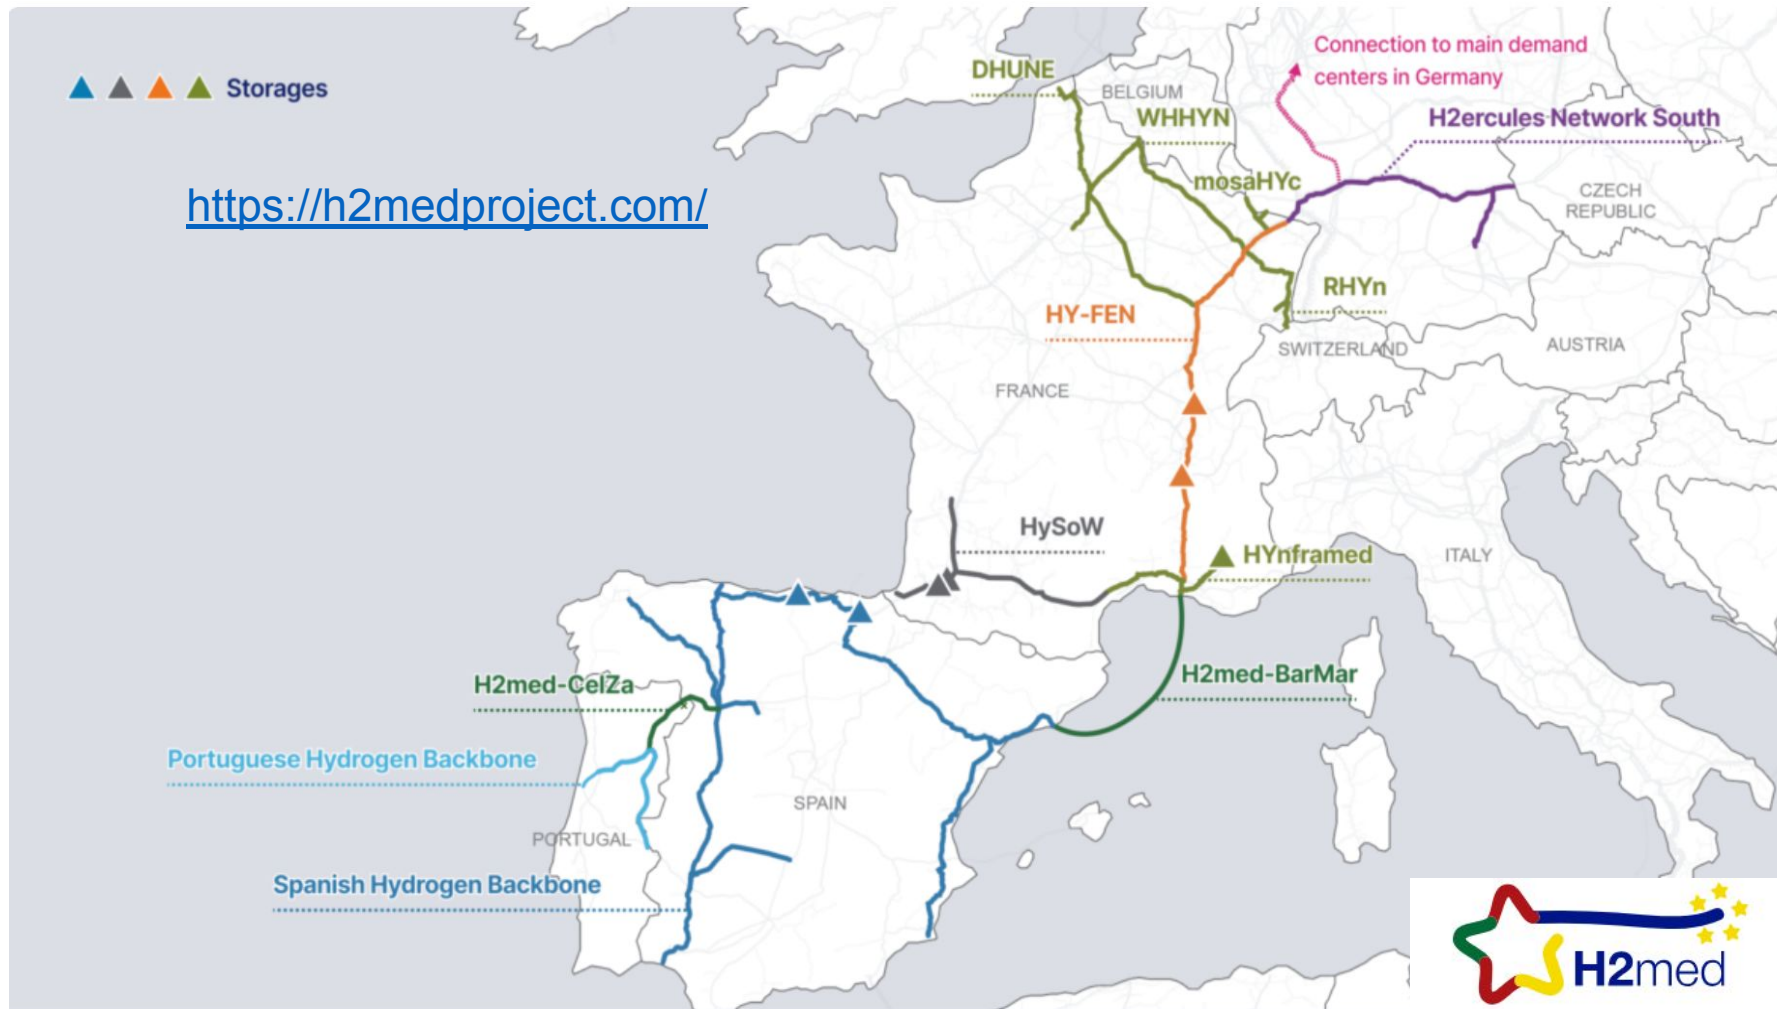 Storages
https://h2medproject.com/
DHUNE
BELGIUM
WHHYN
Connection to main demand
centers in Germany
H2ercules Network South
mosaHYc
CZECH
REPUBLIC
RHYn
HY-FEN
SWITZERLAND
AUSTRIA
FRANCE
HySoW
HYnframed
ITALY
H2med-CelZa
H2med-BarMar
Portuguese Hydrogen Backbone
SPAIN
PORTUGAL
Spanish Hydrogen Backbone
H2med